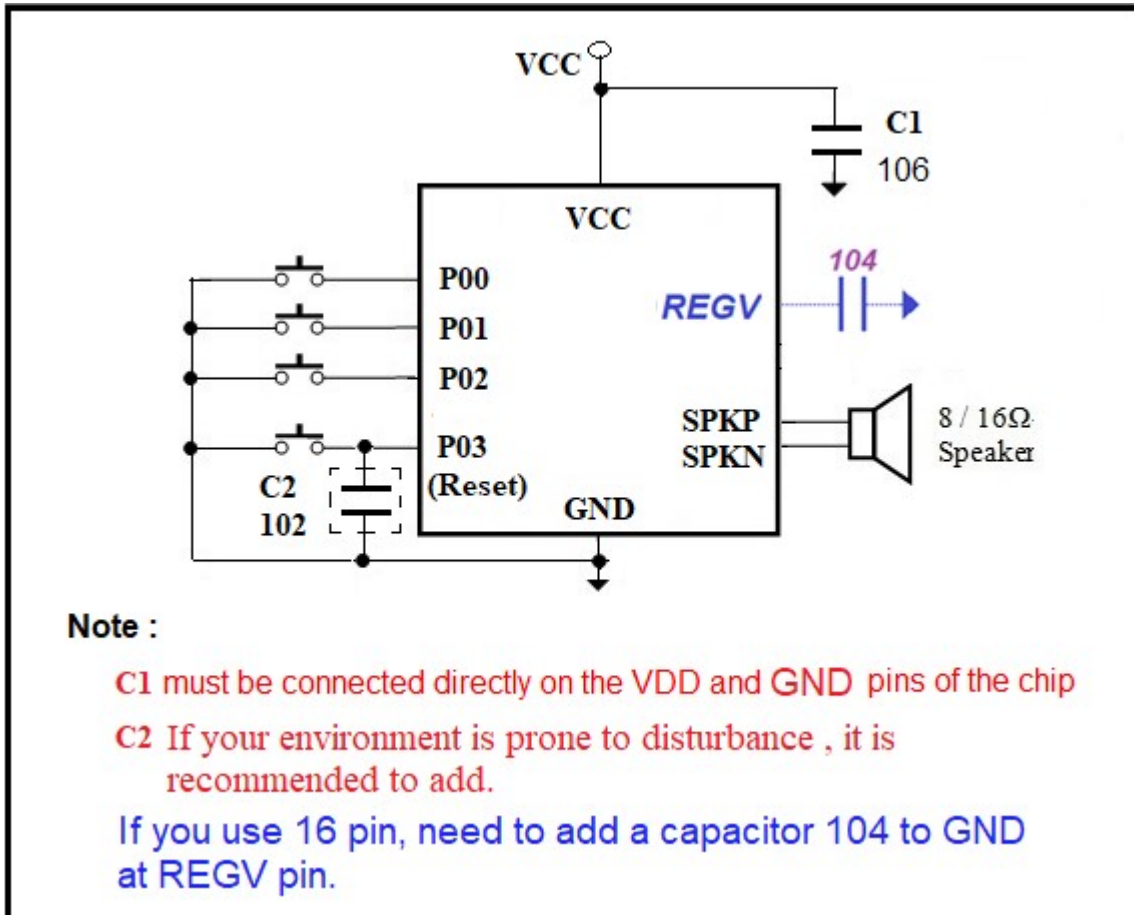 VCC
C1
106
VCC
104
P00
REGV
P01
P02
SPKP
8 / 16Ω
P03
SPKN
Speaker
C2
(Reset)
102
GND
Note :
C1 must be connected directly on the VDD and GND pins of the chip
C2 If your environment is prone to disturbance , it is
recommended to add.
If you use 16 pin, need to add a capacitor 104 to GND
at REGV pin.